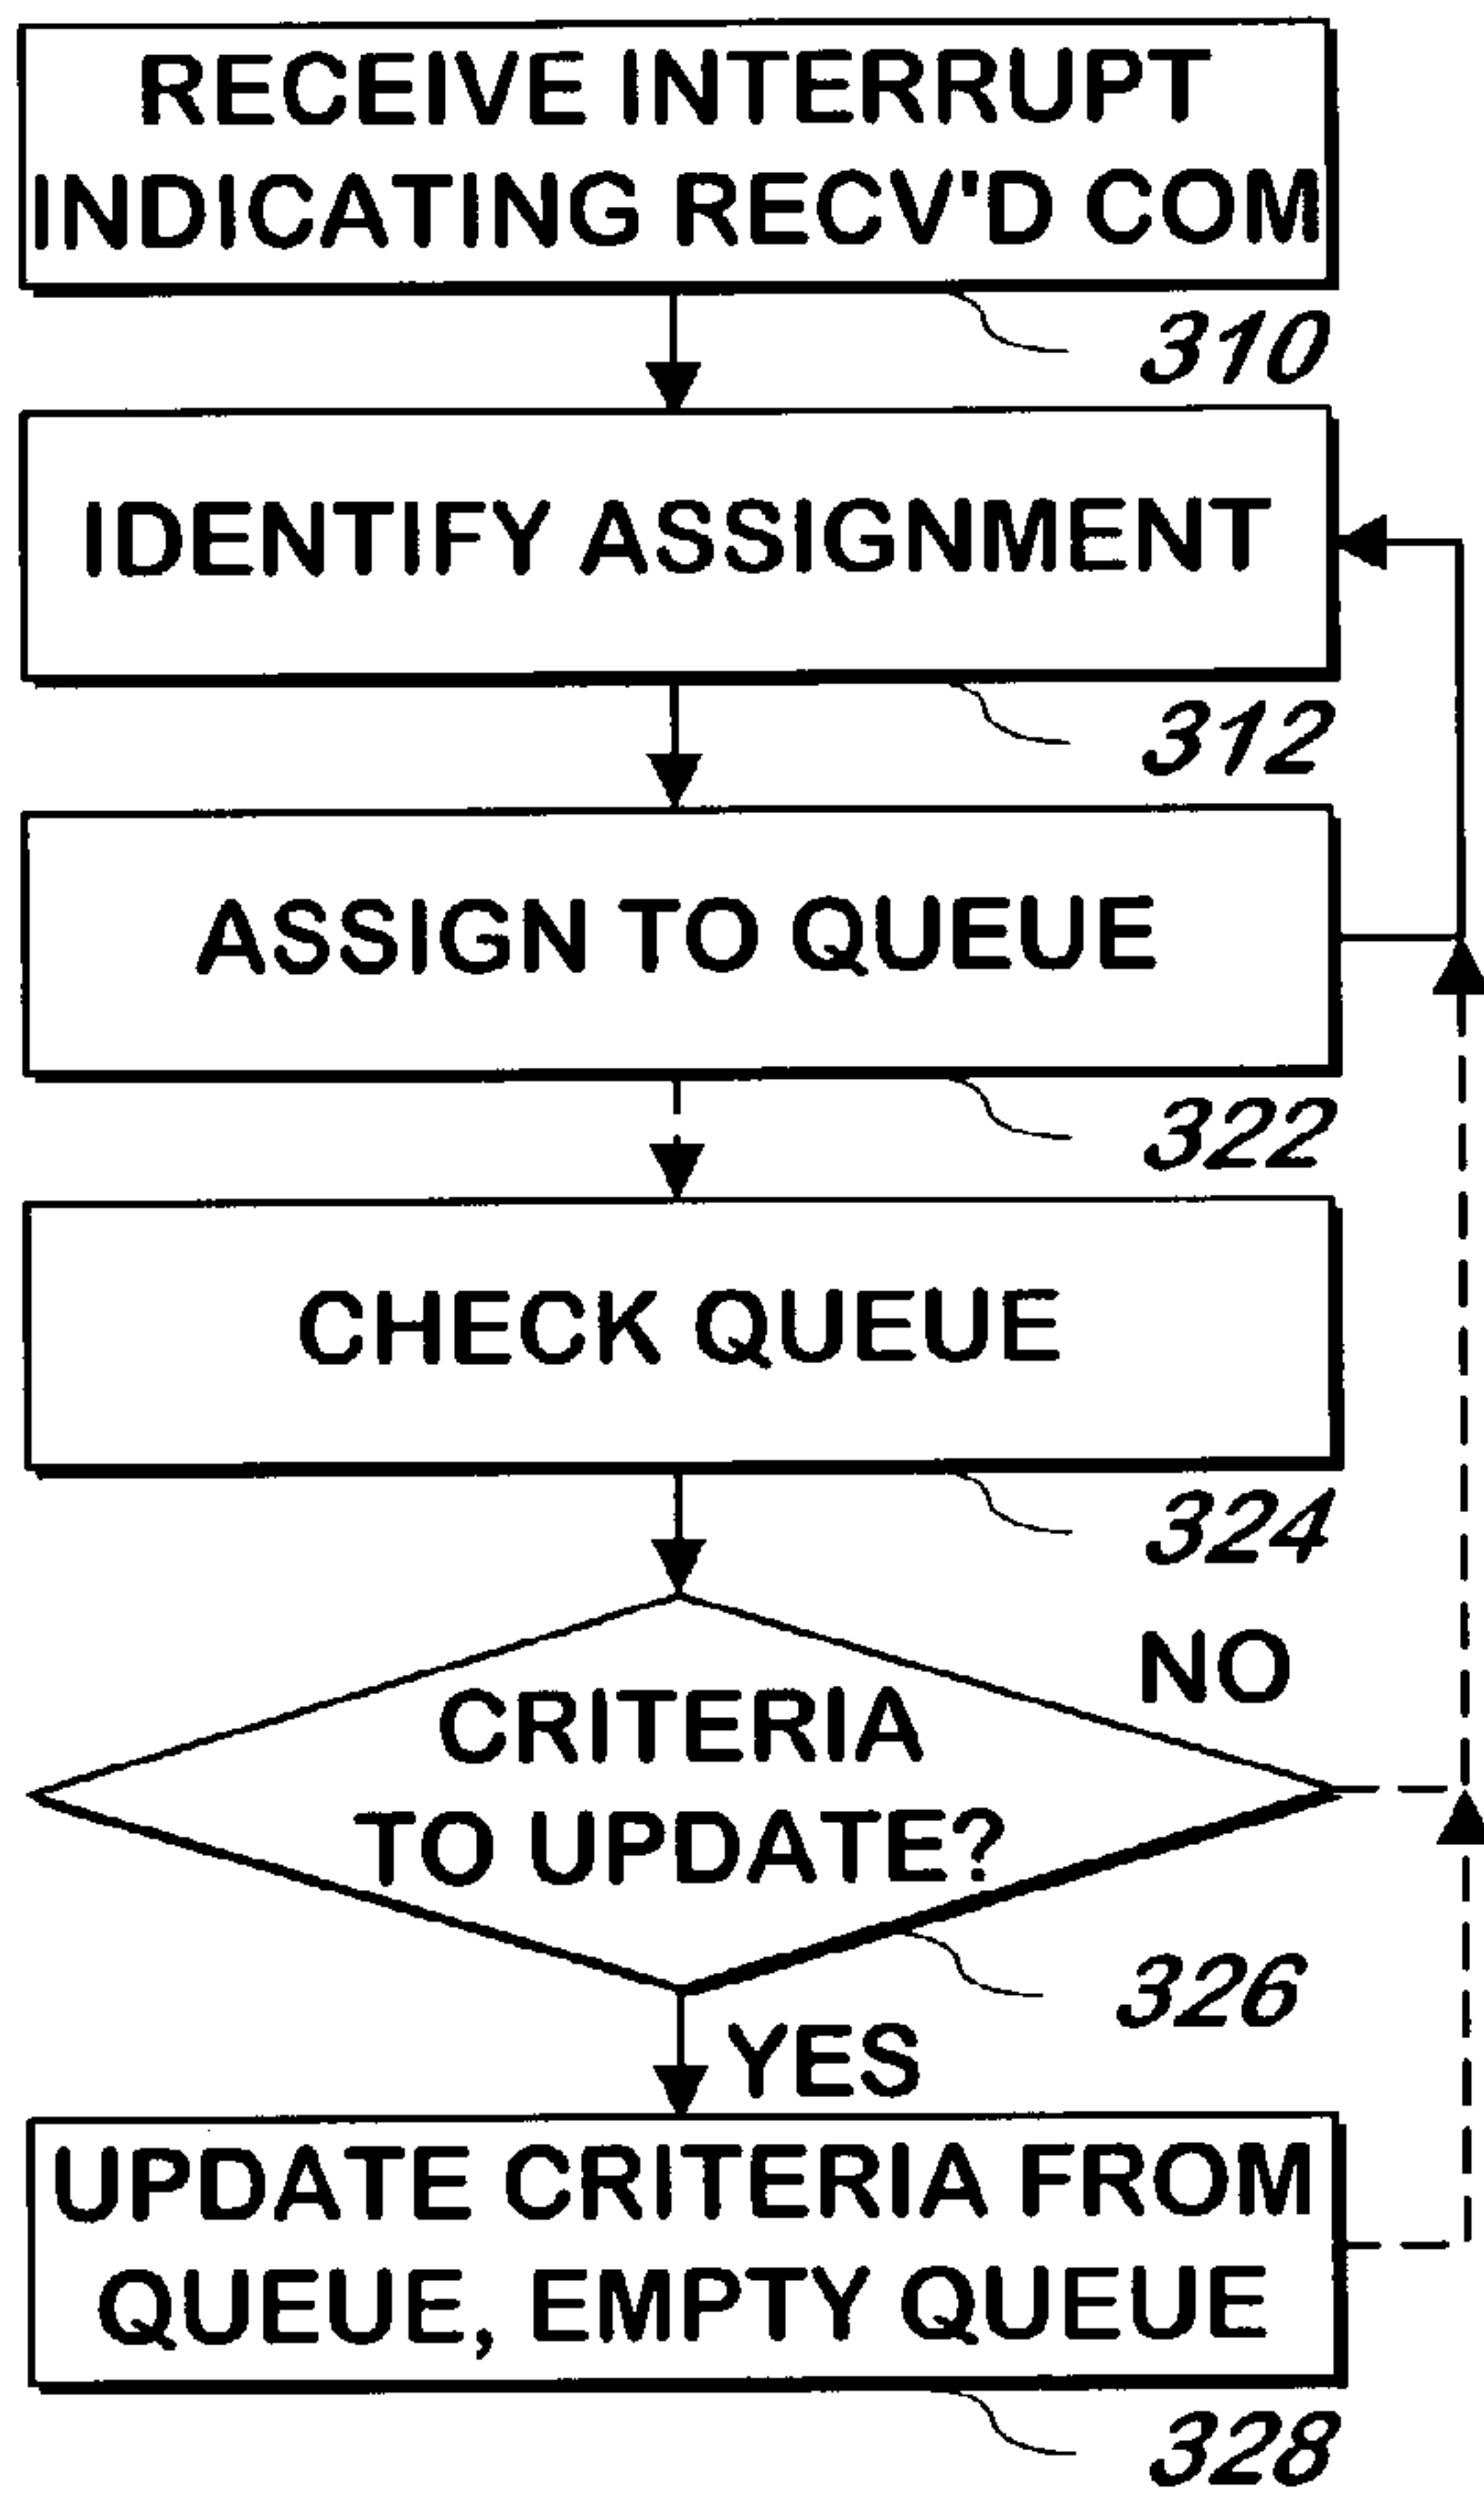 RECEIVE INTERRUPT
INDICATING RECV'D COM
310
IDENTIFY ASSIGNMENT
312
ASSIGN TO QUEUE
322
CHECK QUEUE
324
NO
CRITERIA
TO UPDATE?
326
YES
UPDATE CRITERIA FROM
QUEUE, EMPTY QUEUE
328